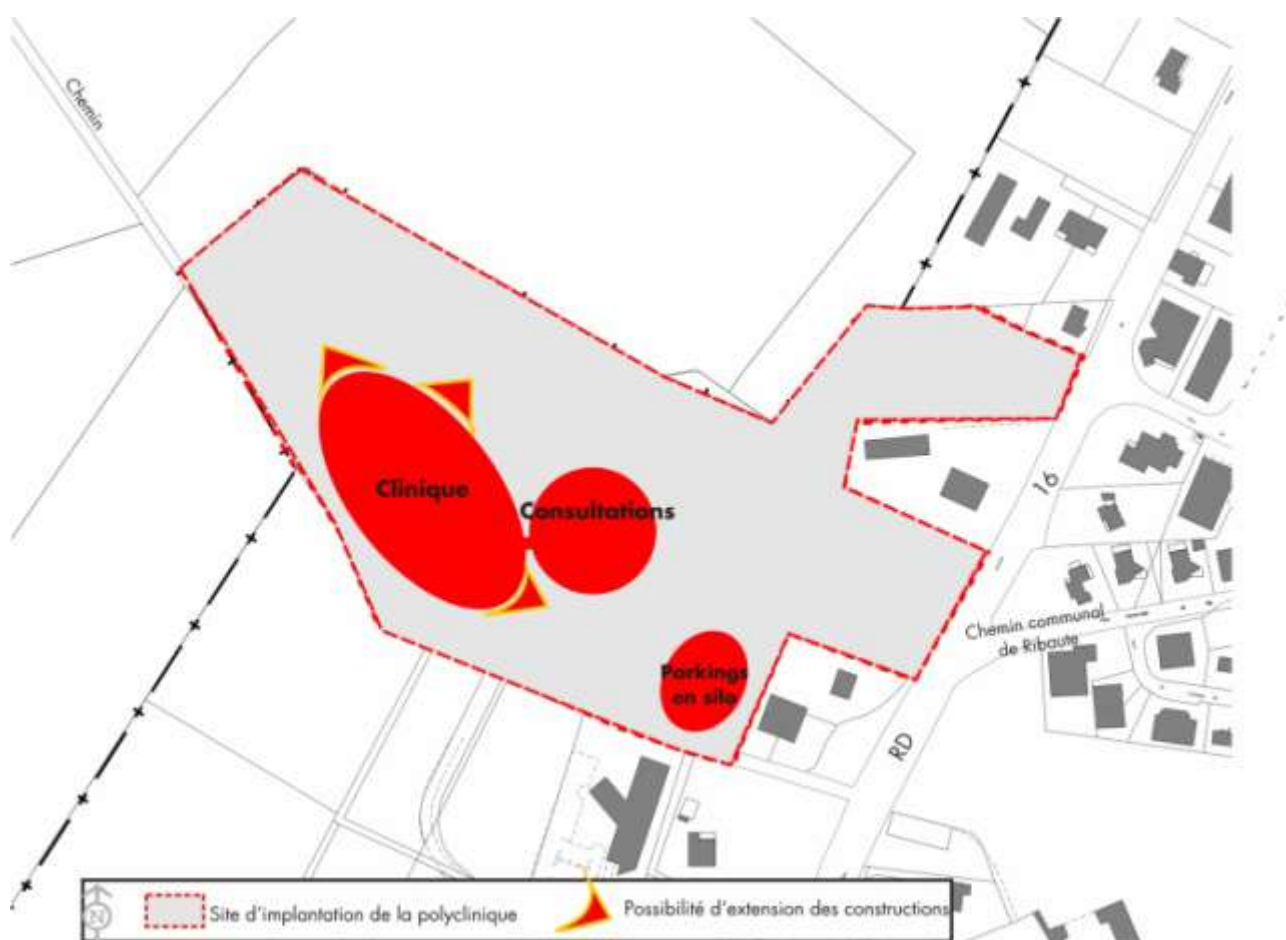 Chemin
Clinique
Consultations
16
Chemin communal
de Ribaute
Parkings
en silo
RD
N
Site d'implantation de la polyclinique
Possibilité d'extension des constructions